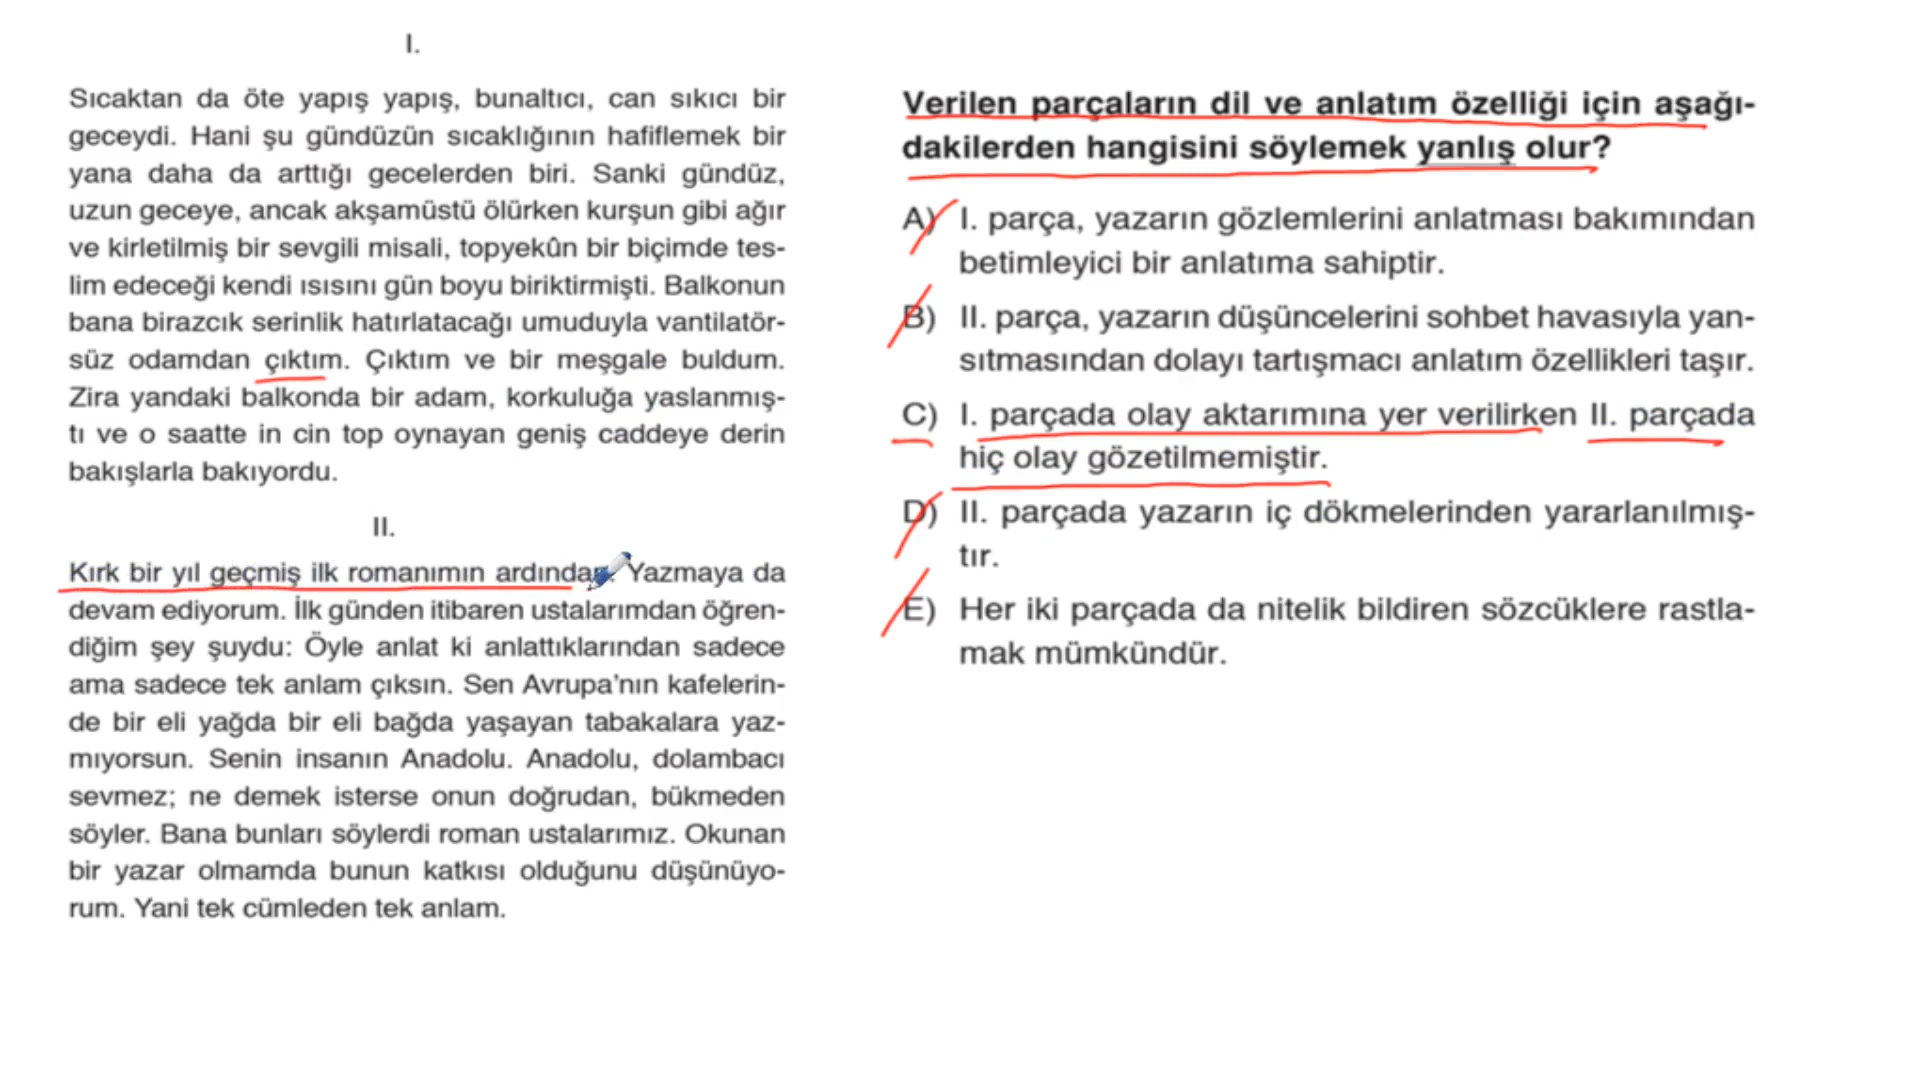 I.
Sıcaktan da öte yapış yapış, bunaltıcı, can sıkıcı bir
geceydi. Hani şu gündüzün sıcaklığının hafiflemek bir
yana daha da arttığı gecelerden biri. Sanki gündüz,
uzun geceye, ancak akşamüstü ölürken kurşun gibi ağır
ve kirletilmiş bir sevgili misali, topyekûn bir biçimde tes-
lim edeceği kendi ısısını gün boyu biriktirmişti. Balkonun
bana birazcık serinlik hatırlatacağı umuduyla vantilatör-
süz odamdan çıktım. Çıktım ve bir meşgale buldum.
Zira yandaki balkonda bir adam, korkuluğa yaslanmış-
tı ve o saatte in cin top oynayan geniş caddeye derin
bakışlarla bakıyordu.
II.
Kırk bir yıl geçmiş ilk romanımın ardından. Yazmaya da
devam ediyorum. İlk günden itibaren ustalarımdan öğren-
diğim şey şuydu: Öyle anlat ki anlattıklarından sadece
ama sadece tek anlam çıksın. Sen Avrupa'nın kafelerin-
de bir eli yağda bir eli bağda yaşayan tabakalara yaz-
mıyorsun. Senin insanın Anadolu. Anadolu, dolambacı
sevmez; ne demek isterse onun doğrudan, bükmeden
söyler. Bana bunları söylerdi roman ustalarımız. Okunan
bir yazar olmamda bunun katkısı olduğunu düşünüyo-
rum. Yani tek cümleden tek anlam.
Verilen parçaların dil ve anlatım özelliği için aşağı-
dakilerden hangisini söylemek yanlış olur?
A) I. parça, yazarın gözlemlerini anlatması bakımından
betimleyici bir anlatıma sahiptir.
B) II. parça, yazarın düşüncelerini sohbet havasıyla yan-
sıtmasından dolayı tartışmacı anlatım özellikleri taşır.
C) I. parçada olay aktarımına yer verilirken II. parçada
hiç olay gözetilmemiştir.
D) II. parçada yazarın iç dökmelerinden yararlanılmış-
tır.
E) Her iki parçada da nitelik bildiren sözcüklere rastla-
mak mümkündür.